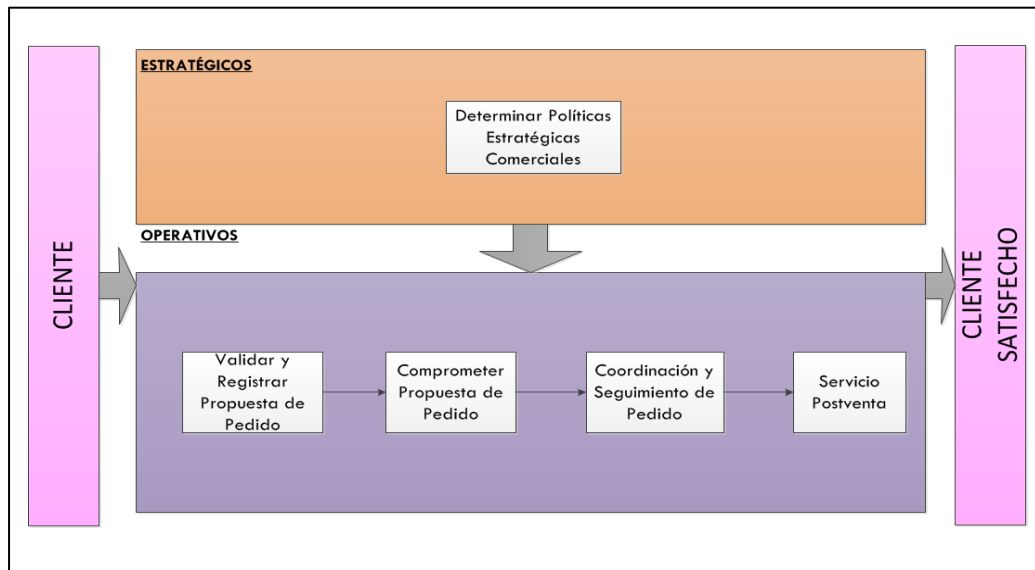 ESTRATÉGICOS
Determinar Políticas
Estratégicas
Comerciales
OPERATIVOS
CLIENTE
CLIENTE
SATISFECHO
Validar y
Registrar
Propuesta de
Pedido
Comprometer
Propuesta de
Pedido
Coordinación y
Seguimiento de
Pedido
Servicio
Postventa